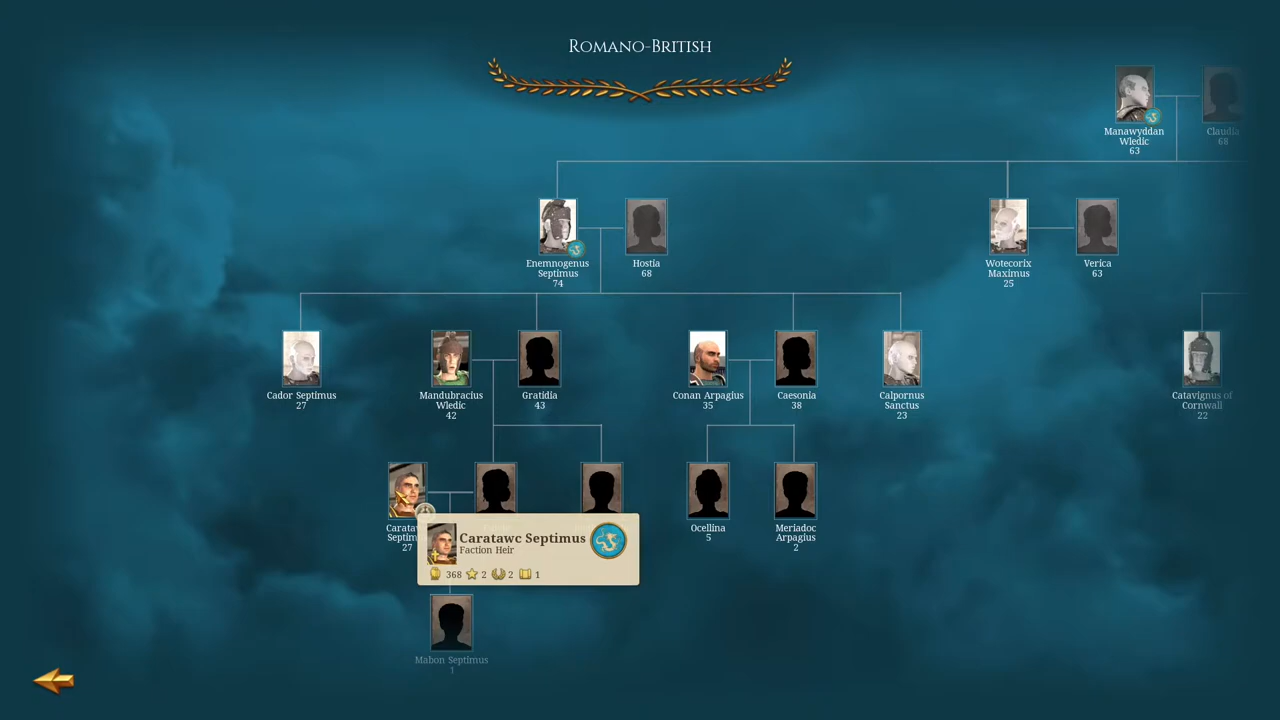 Romano-British
Manawyddan
Wledic
63
Claudia
68
Enemnogenus
Septimus
74
Hostia
68
Wotecorix
Maximus
25
Verica
63
Cador Septimus
27
Mandubracius
Wledic
42
Gratidia
43
Conan Arpagius
35
Caesonia
38
Calpornus
Sanctus
23
Catavignus of
Cornwall
22
Caratawc Septimus
Faction Heir
368 2 2 1
27
Ocellina
5
Meriadoc
Arpagius
2
Mabon Septimus
1